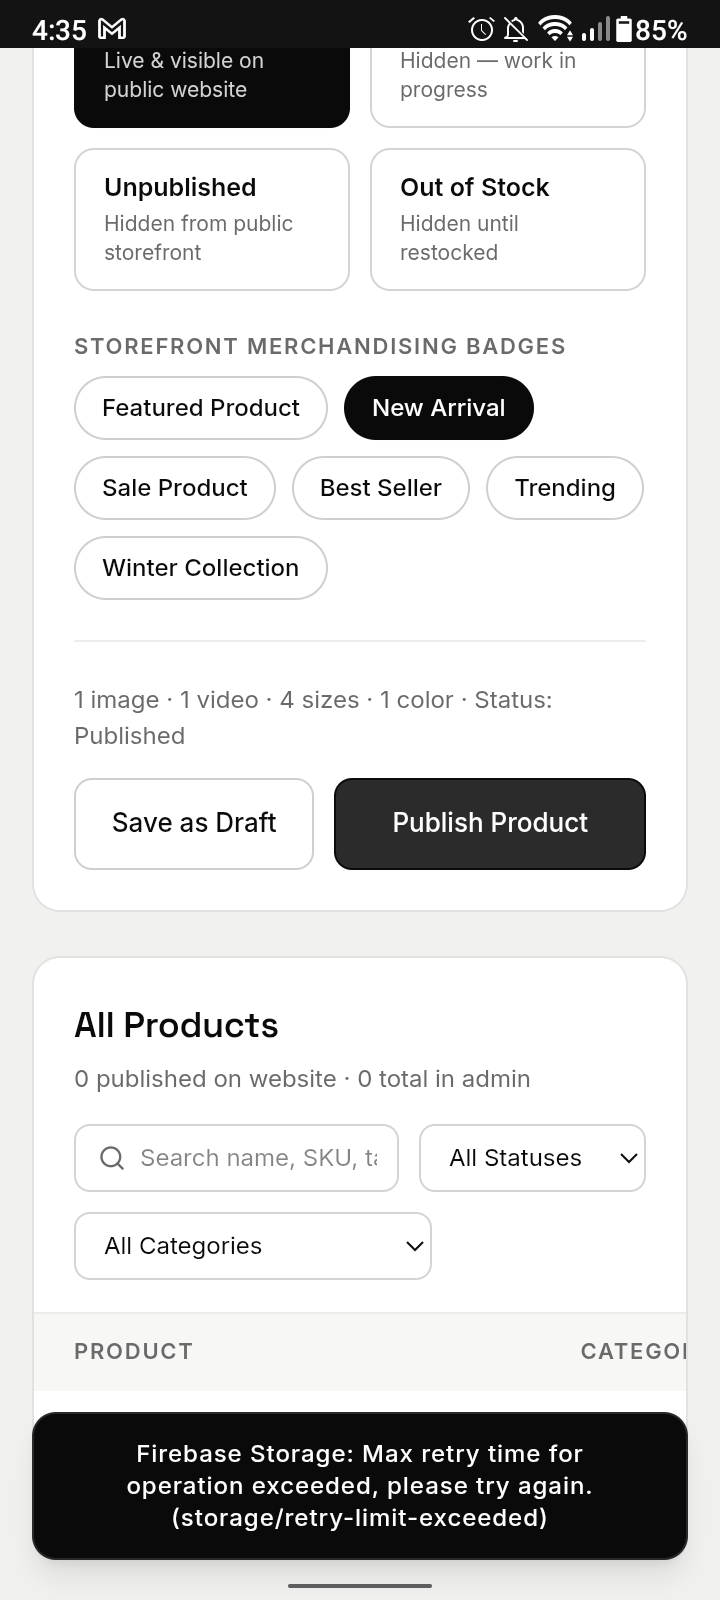 4:35
85%
Live & visible on
public website
Hidden — work in
progress
Unpublished
Hidden from public
storefront
Out of Stock
Hidden until
restocked
STOREFRONT MERCHANDISING BADGES
Featured Product
New Arrival
Sale Product
Best Seller
Trending
Winter Collection
1 image · 1 video · 4 sizes · 1 color · Status:
Published
Save as Draft
Publish Product
All Products
0 published on website · 0 total in admin
Search name, SKU, ta
All Statuses
All Categories
PRODUCT
CATEGOR
Firebase Storage: Max retry time for
operation exceeded, please try again.
(storage/retry-limit-exceeded)